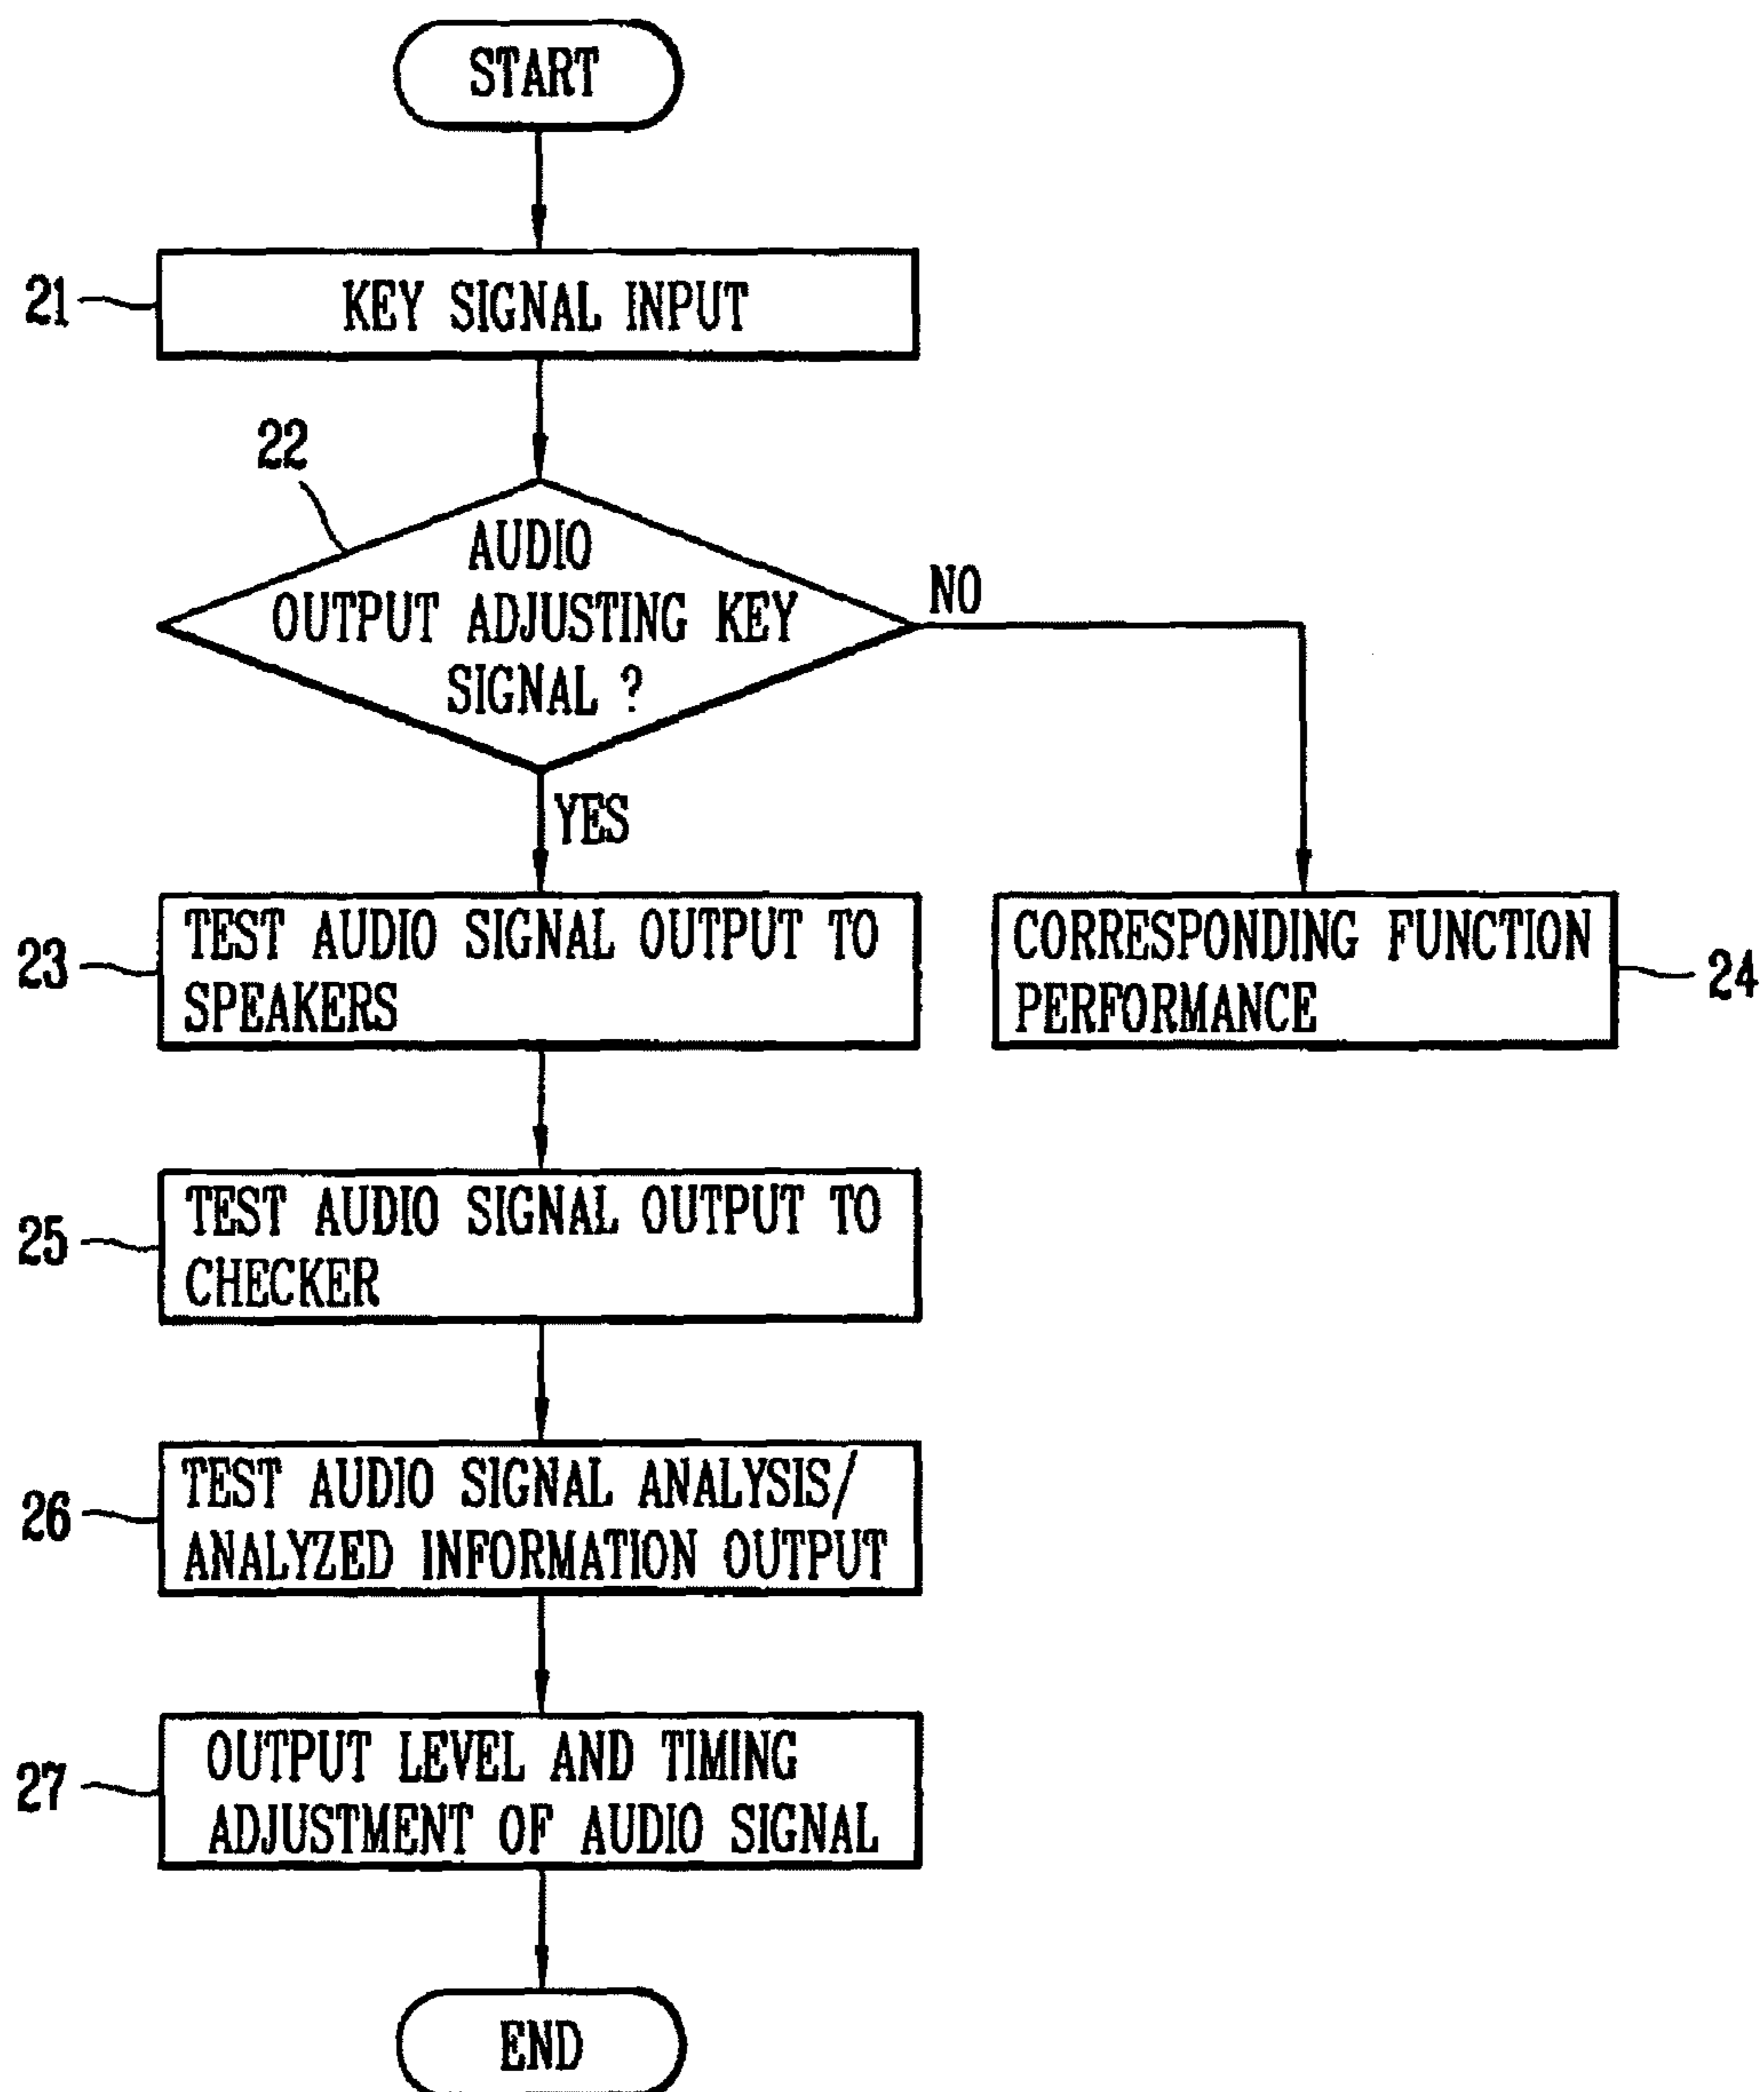 START
21
KEY SIGNAL INPUT
22
AUDIO
OUTPUT ADJUSTING KEY
SIGNAL ?
NO
YES
23
TEST AUDIO SIGNAL OUTPUT TO
SPEAKERS
CORRESPONDING FUNCTION
PERFORMANCE
24
25
TEST AUDIO SIGNAL OUTPUT TO
CHECKER
26
TEST AUDIO SIGNAL ANALYSIS/
ANALYZED INFORMATION OUTPUT
27
OUTPUT LEVEL AND TIMING
ADJUSTMENT OF AUDIO SIGNAL
END